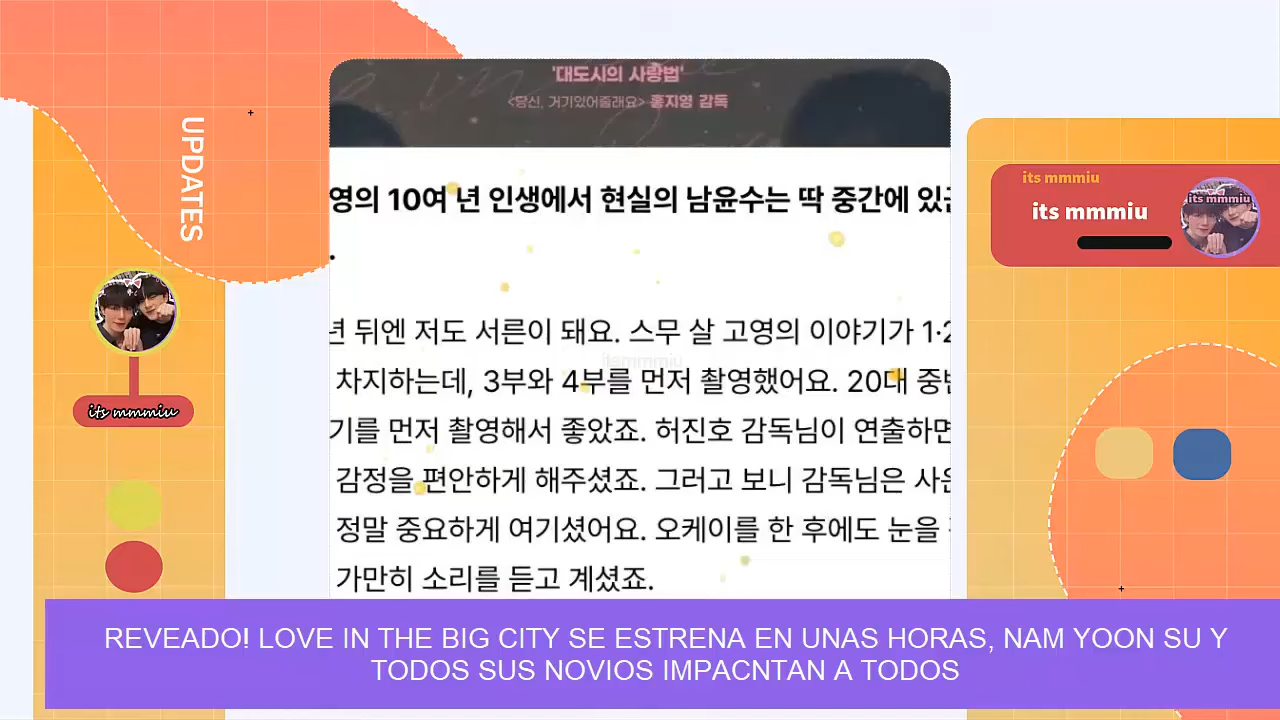 '대도시의 사랑법'
<당신, 거기있어줄래요> 홍지영 감독
UPDATES
영의 10여 년 인생에서 현실의 남윤수는 딱 중간에 있
.
년 뒤엔 저도 서른이 돼요. 스무 살 고영의 이야기가 1·2
차지하는데, 3부와 4부를 먼저 촬영했어요. 20대 중
기를 먼저 촬영해서 좋았죠. 허진호 감독님이 연출하면
감정을 편안하게 해주셨죠. 그러고 보니 감독님은 사운
정말 중요하게 여기셨어요. 오케이를 한 후에도 눈을
가만히 소리를 듣고 계셨죠.
itsmmmiu
its mmmiu
its mmmiu
its mmmiu
its mmmiu
REVEADO! LOVE IN THE BIG CITY SE ESTRENA EN UNAS HORAS, NAM YOON SU Y
TODOS SUS NOVIOS IMPACNTAN A TODOS